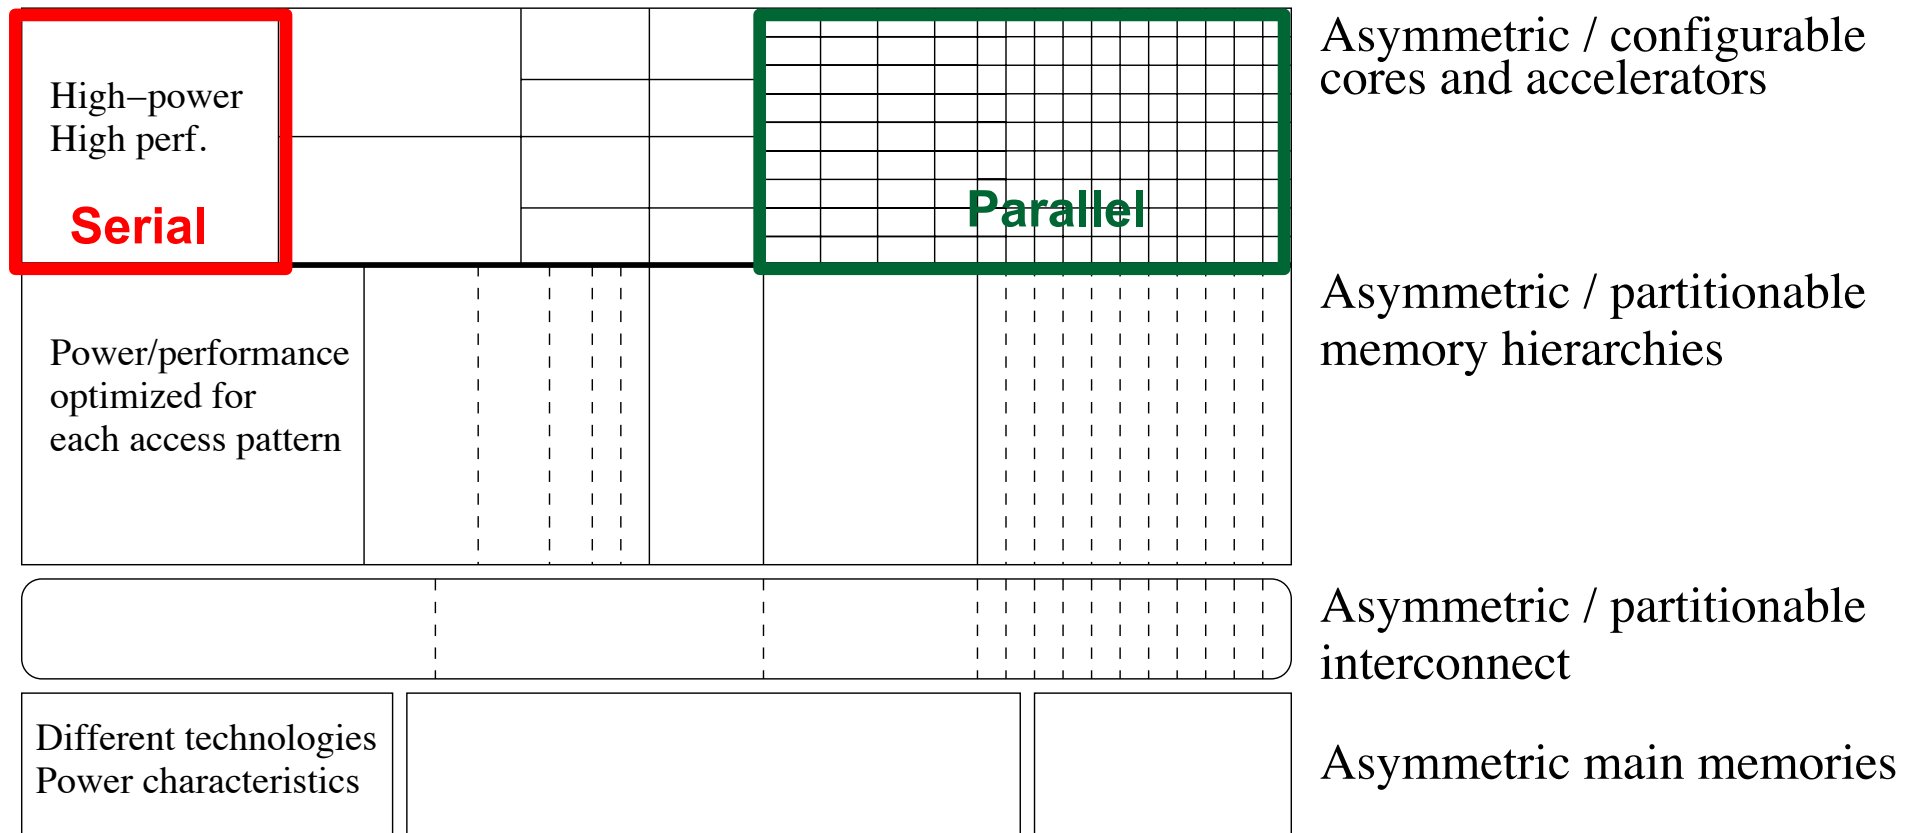 High−power
High perf.
Serial
Parallel
Asymmetric / configurable
cores and accelerators
Power/performance
optimized for
each access pattern
Asymmetric / partitionable
memory hierarchies
Asymmetric / partitionable
interconnect
Different technologies
Power characteristics
Asymmetric main memories